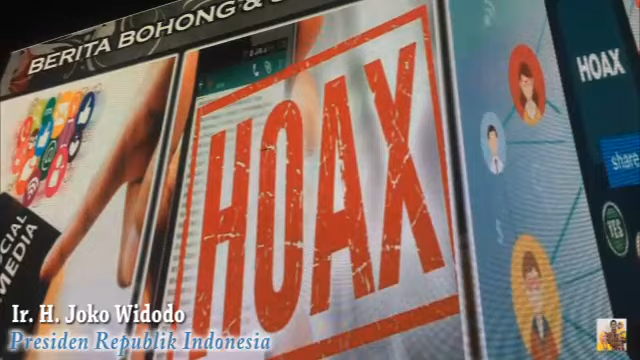 BERITA BOHONG &
HOAX
HOAX
share
YES
SOCIAL
MEDIA
Ir. H. Joko Widodo
Presiden Republik Indonesia